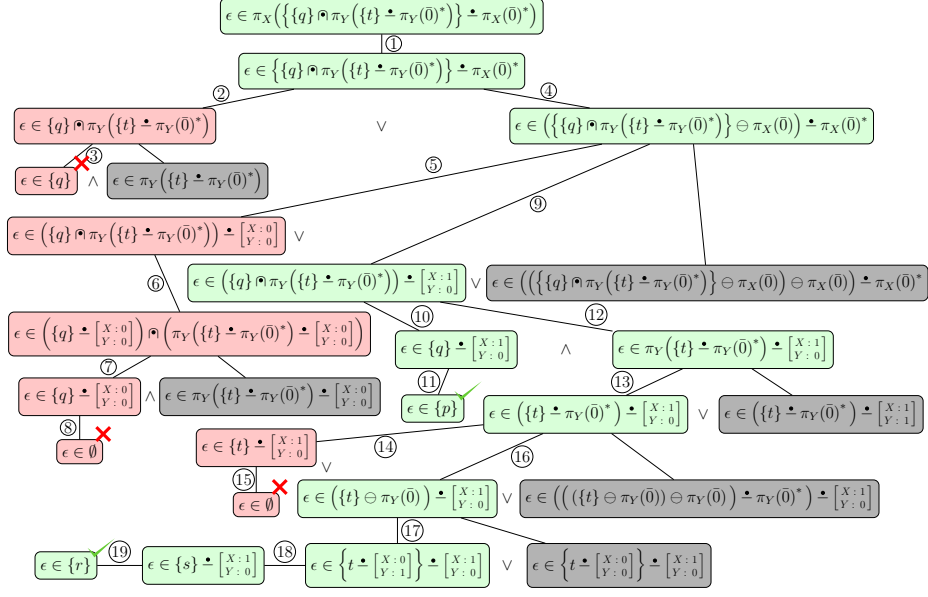 ϵ ∈ π_X({{q} ⩀ π_Y({t} ∸ π_Y(0̄)*)} ∸ π_X(0̄)*)
①
ϵ ∈ {{q} ⩀ π_Y({t} ∸ π_Y(0̄)*)} ∸ π_X(0̄)*
② ④
ϵ ∈ {q} ⩀ π_Y({t} ∸ π_Y(0̄)*) ∨ ϵ ∈ ({{q} ⩀ π_Y({t} ∸ π_Y(0̄)*)} ⊖ π_X(0̄)) ∸ π_X(0̄)*
③ ⑤
ϵ ∈ {q} ∧ ϵ ∈ π_Y({t} ∸ π_Y(0̄)*)
⑨
ϵ ∈ ({q} ⩀ π_Y({t} ∸ π_Y(0̄)*)) ∸ [X : 0 Y : 0] ∨
⑥
ϵ ∈ ({q} ⩀ π_Y({t} ∸ π_Y(0̄)*)) ∸ [X : 1 Y : 0] ∨ ϵ ∈ ((({{q} ⩀ π_Y({t} ∸ π_Y(0̄)*)} ⊖ π_X(0̄)) ⊖ π_X(0̄)) ∸ π_X(0̄)*
⑩ ⑫
ϵ ∈ ({q} ∸ [X : 0 Y : 0]) ⩀ (π_Y({t} ∸ π_Y(0̄)*) ∸ [X : 0 Y : 0])
ϵ ∈ {q} ∸ [X : 1 Y : 0] ∧ ϵ ∈ π_Y({t} ∸ π_Y(0̄)*) ∸ [X : 1 Y : 0]
⑦ ⑪ ⑬
ϵ ∈ {q} ∸ [X : 0 Y : 0] ∧ ϵ ∈ π_Y({t} ∸ π_Y(0̄)*) ∸ [X : 0 Y : 0]
ϵ ∈ {p} ϵ ∈ ({t} ∸ π_Y(0̄)*) ∸ [X : 1 Y : 0] ∨ ϵ ∈ ({t} ∸ π_Y(0̄)*) ∸ [X : 1 Y : 1]
⑧
ϵ ∈ ∅ ϵ ∈ {t} ∸ [X : 1 Y : 0] ∨ ⑭ ⑯
⑮
ϵ ∈ ∅ ϵ ∈ ({t} ⊖ π_Y(0̄)) ∸ [X : 1 Y : 0] ∨ ϵ ∈ ((({t} ⊖ π_Y(0̄)) ⊖ π_Y(0̄)) ∸ π_Y(0̄)*) ∸ [X : 1 Y : 0]
⑰
ϵ ∈ {r} ⑲ ϵ ∈ {s} ∸ [X : 1 Y : 0] ⑱ ϵ ∈ {t ∸ [X : 0 Y : 1]} ∸ [X : 1 Y : 0] ∨ ϵ ∈ {t ∸ [X : 0 Y : 0]} ∸ [X : 1 Y : 0]